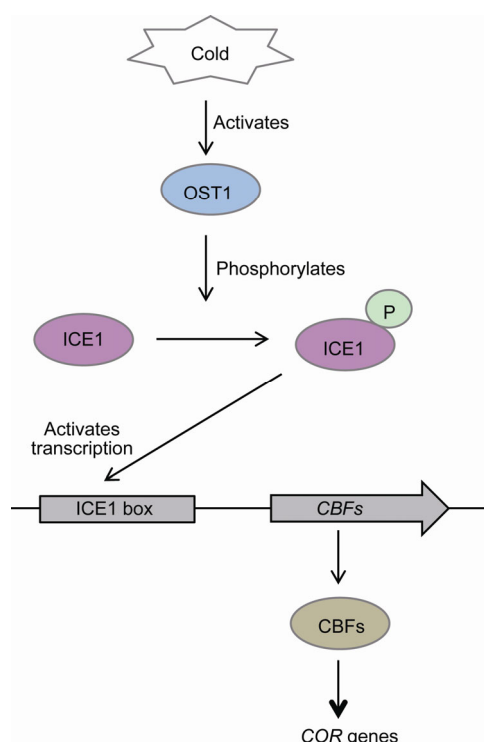 Cold
Activates
OST1
Phosphorylates
P
ICE1
ICE1
Activates
transcription
ICE1 box
CBFs
CBFs
COR genes